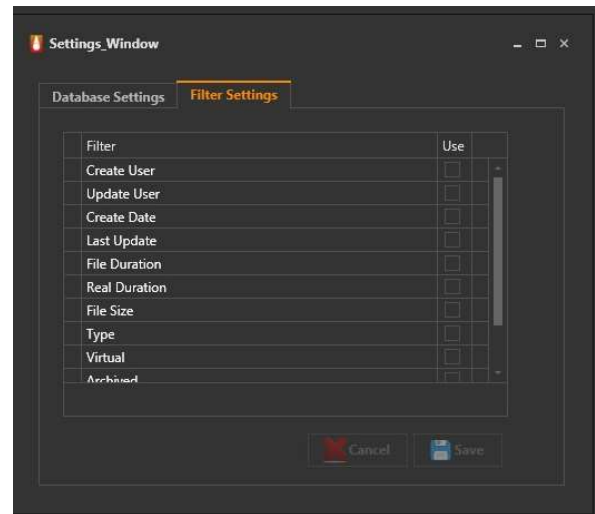 Settings_Window
Database Settings Filter Settings
Filter Use
Create User
Update User
Create Date
Last Update
File Duration
Real Duration
File Size
Type
Virtual
Archived
Cancel Save